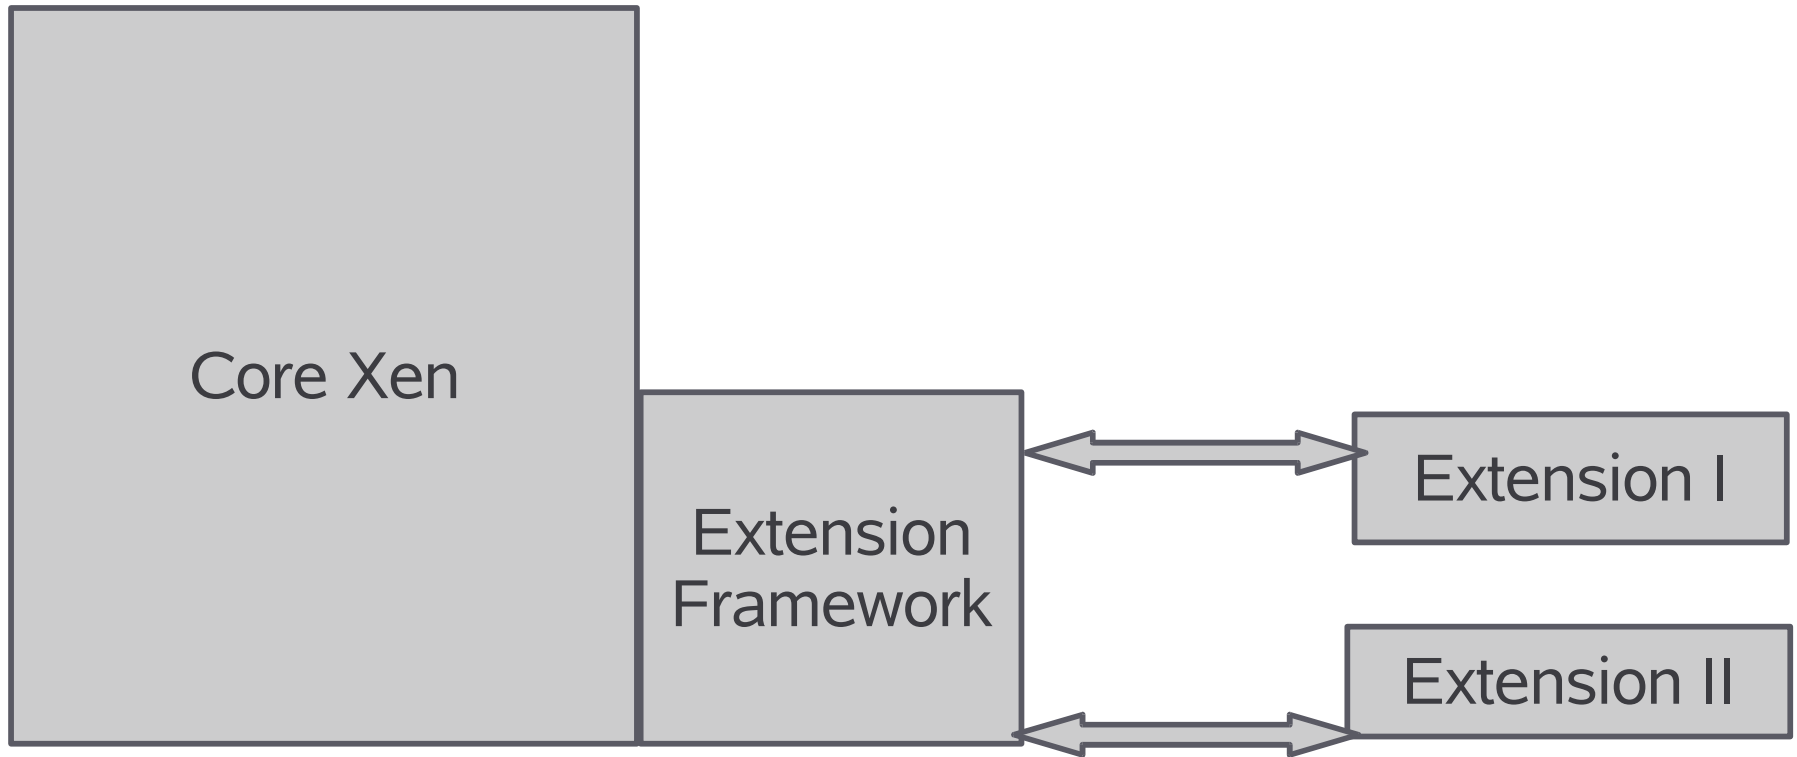 Core Xen
Extension
Framework
Extension I
Extension II